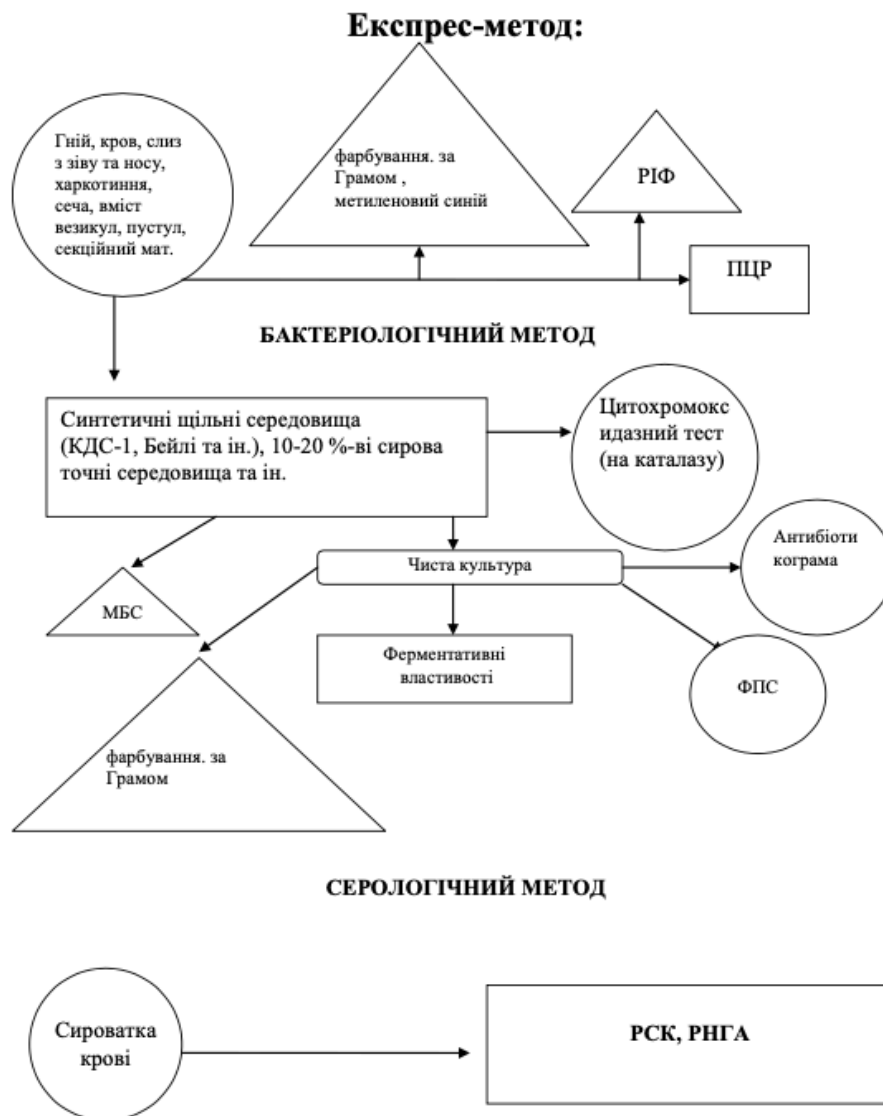 Експрес-метод:
Гній, кров, слиз
з зіву та носу,
харкотиння,
сеча, вміст
везикул, пустул,
секційний мат.
фарбування. за
Грамом ,
метиленовий синій
РІФ
ПЦР
БАКТЕРІОЛОГІЧНИЙ МЕТОД
Синтетичні щільні середовища
(КДС-1, Бейлі та ін.), 10-20 %-ві сирова
точні середовища та ін.
Цитохромокс
идазний тест
(на каталазу)
Чиста культура
Антибіоти
кограма
МБС
Ферментативні
властивості
ФПС
фарбування. за
Грамом
СЕРОЛОГІЧНИЙ МЕТОД
Сироватка
крові
РСК, РНГА